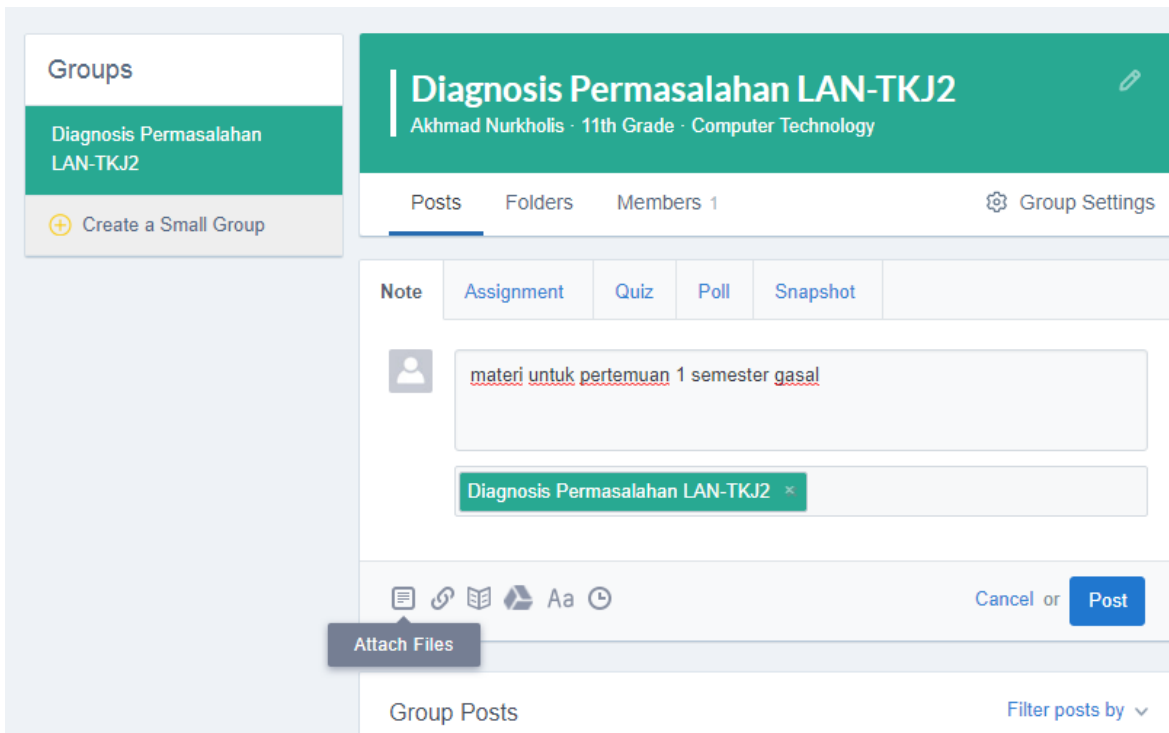 Groups
Diagnosis Permasalahan
LAN-TKJ2
Create a Small Group
Diagnosis Permasalahan LAN-TKJ2
Akhmad Nurkholis · 11th Grade · Computer Technology
Posts Folders Members 1 Group Settings
Note Assignment Quiz Poll Snapshot
materi untuk pertemuan 1 semester gasal
Diagnosis Permasalahan LAN-TKJ2 ×
Aa Cancel or Post
Attach Files
Group Posts Filter posts by